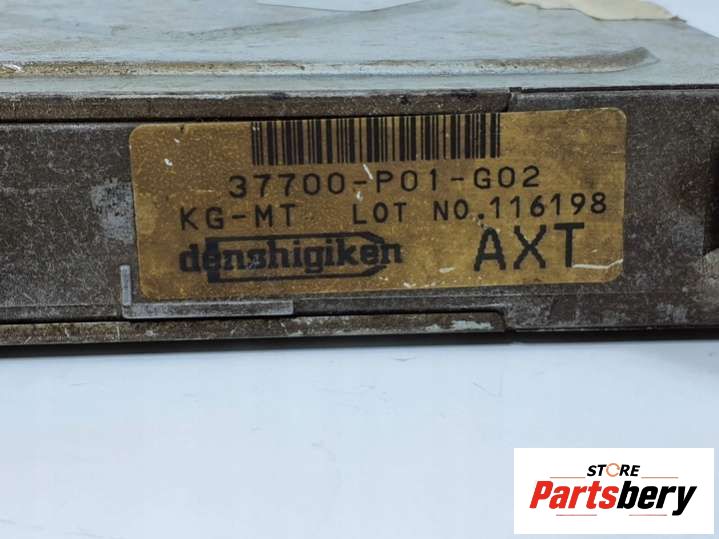 37700-P01-G02
KG-MT LOT NO.116198
denshigiken AXT
STORE
Partsbery